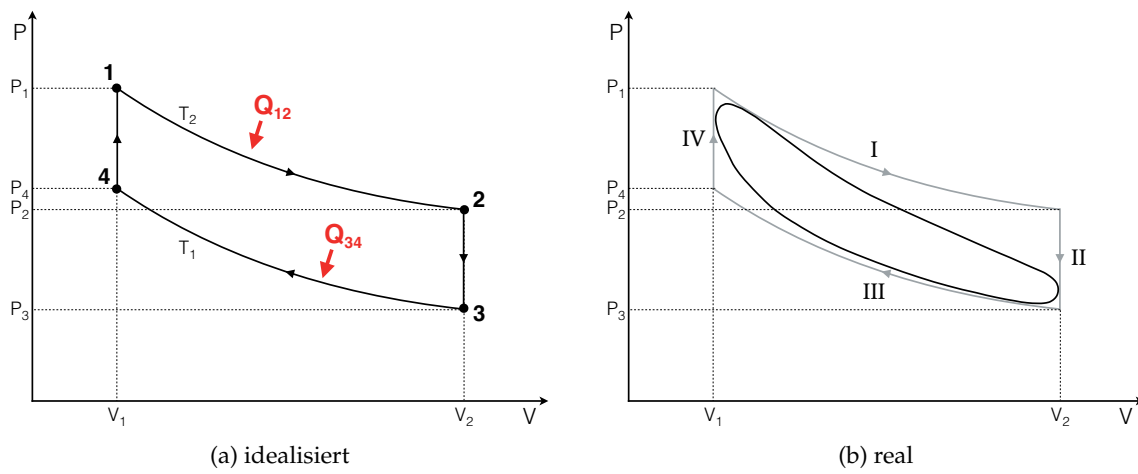 P
P₁
P₄
P₂
P₃
1
T₂
Q₁₂
4
T₁
2
Q₃₄
3
V₁
V₂
V
(a) idealisiert
P
P₁
P₄
P₂
P₃
IV
I
II
III
V₁
V₂
V
(b) real